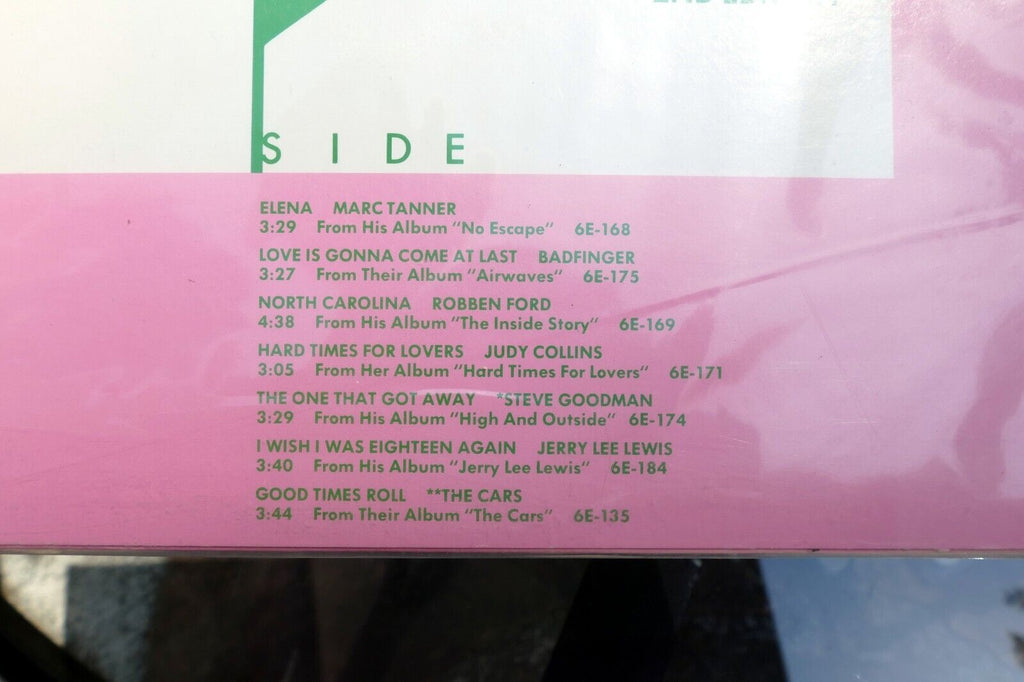 SIDE
ELENA MARC TANNER
3:29 From His Album "No Escape" 6E-168
LOVE IS GONNA COME AT LAST BADFINGER
3:27 From Their Album "Airwaves" 6E-175
NORTH CAROLINA ROBBEN FORD
4:38 From His Album "The Inside Story" 6E-169
HARD TIMES FOR LOVERS JUDY COLLINS
3:05 From Her Album "Hard Times For Lovers" 6E-171
THE ONE THAT GOT AWAY *STEVE GOODMAN
3:29 From His Album "High And Outside" 6E-174
I WISH I WAS EIGHTEEN AGAIN JERRY LEE LEWIS
3:40 From His Album "Jerry Lee Lewis" 6E-184
GOOD TIMES ROLL **THE CARS
3:44 From Their Album "The Cars" 6E-135